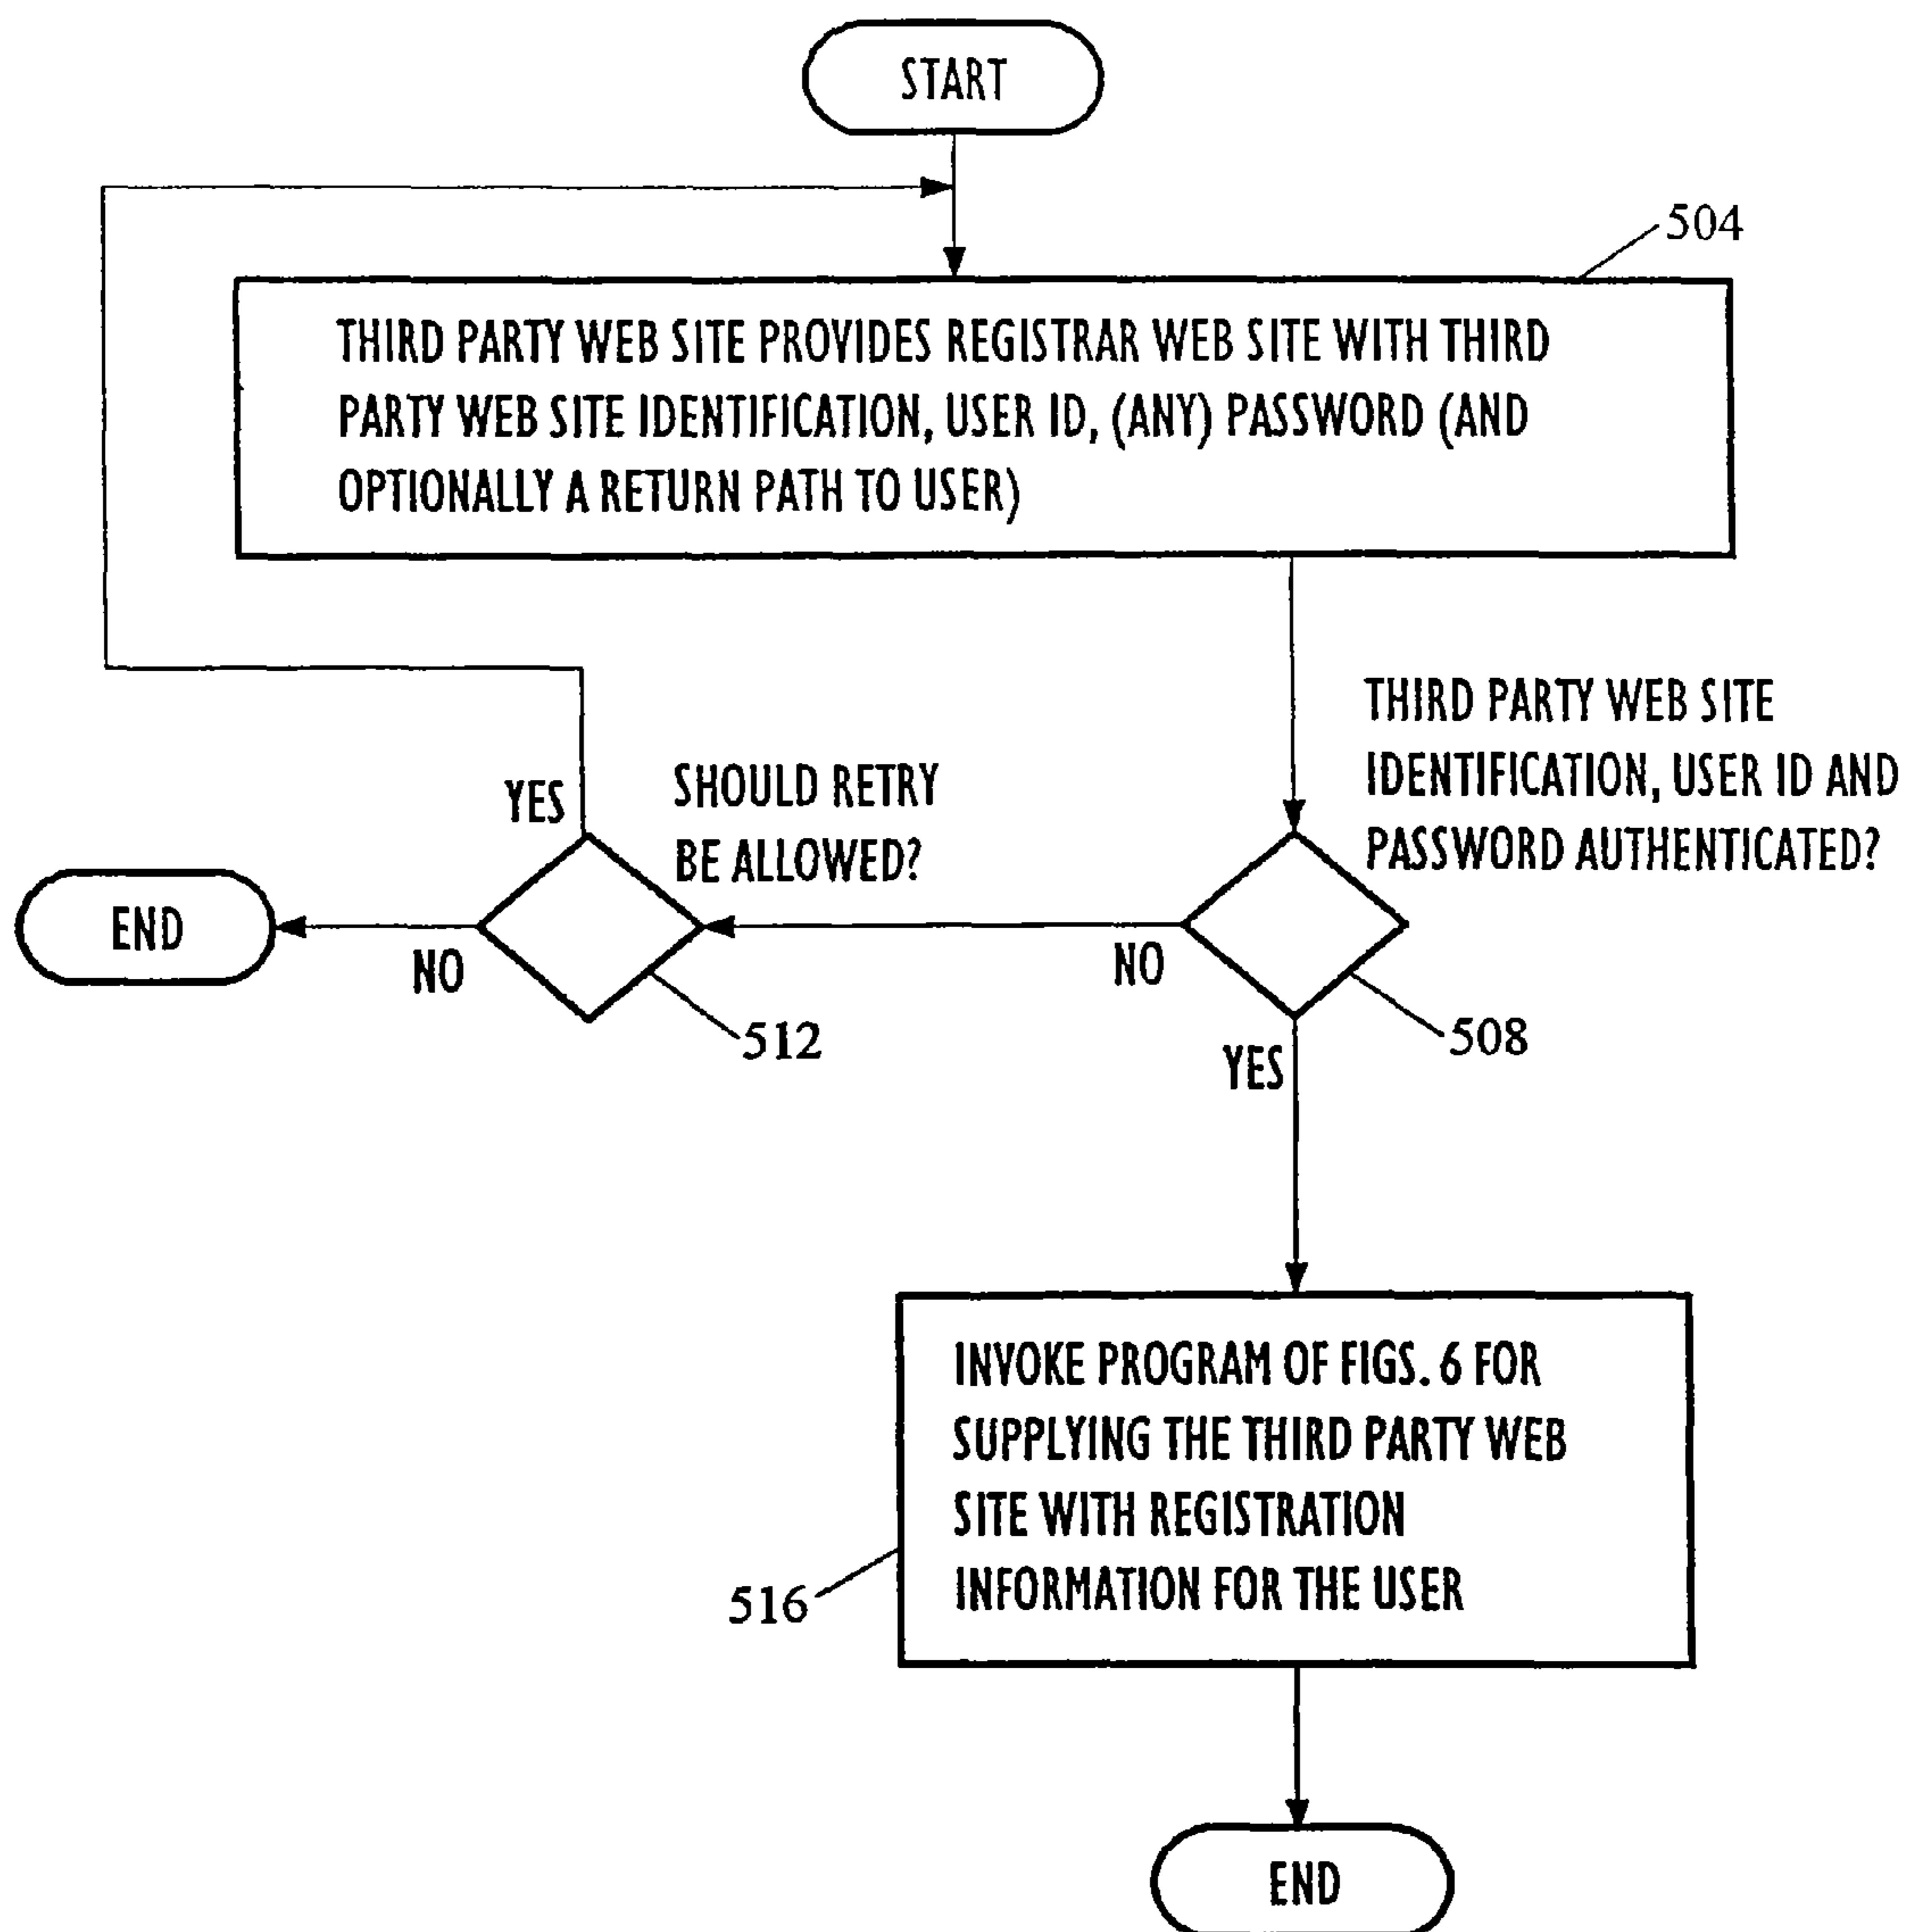 START
504
THIRD PARTY WEB SITE PROVIDES REGISTRAR WEB SITE WITH THIRD
PARTY WEB SITE IDENTIFICATION, USER ID, (ANY) PASSWORD (AND
OPTIONALLY A RETURN PATH TO USER)
THIRD PARTY WEB SITE
IDENTIFICATION, USER ID AND
PASSWORD AUTHENTICATED?
SHOULD RETRY
BE ALLOWED?
YES
END
NO
NO
512
508
YES
INVOKE PROGRAM OF FIGS. 6 FOR
SUPPLYING THE THIRD PARTY WEB
SITE WITH REGISTRATION
INFORMATION FOR THE USER
516
END